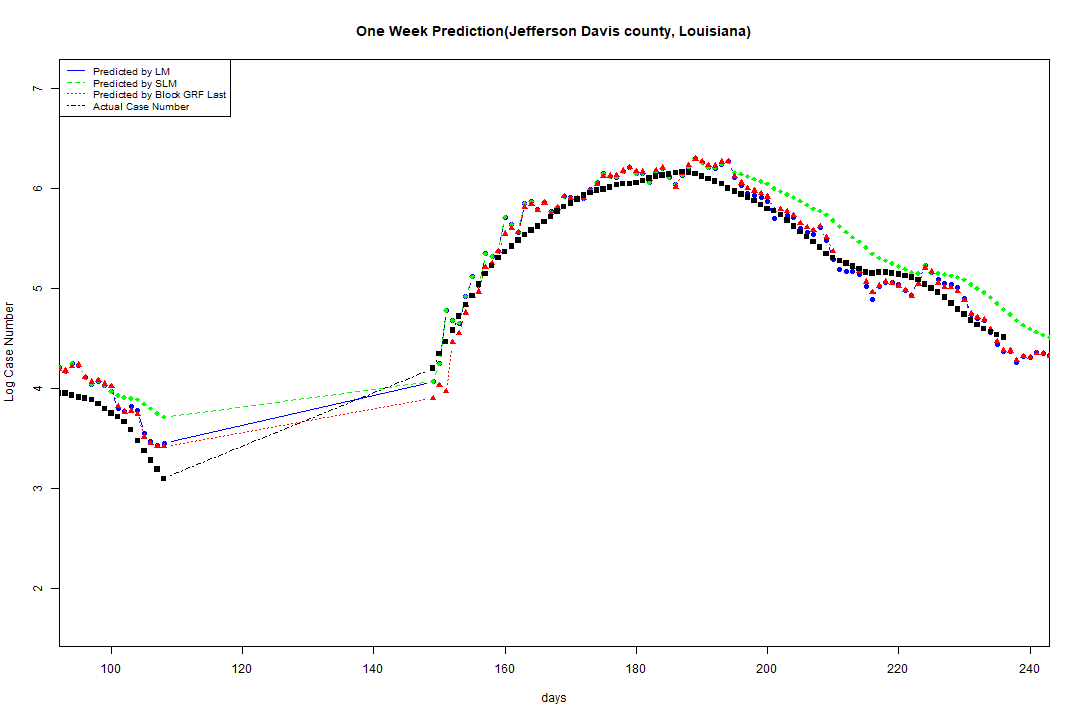 One Week Prediction(Jefferson Davis county, Louisiana)
Predicted by LM
Predicted by SLM
Predicted by Block GRF Last
Actual Case Number
Log Case Number
7
6
5
4
3
2
100 120 140 160 180 200 220 240
days